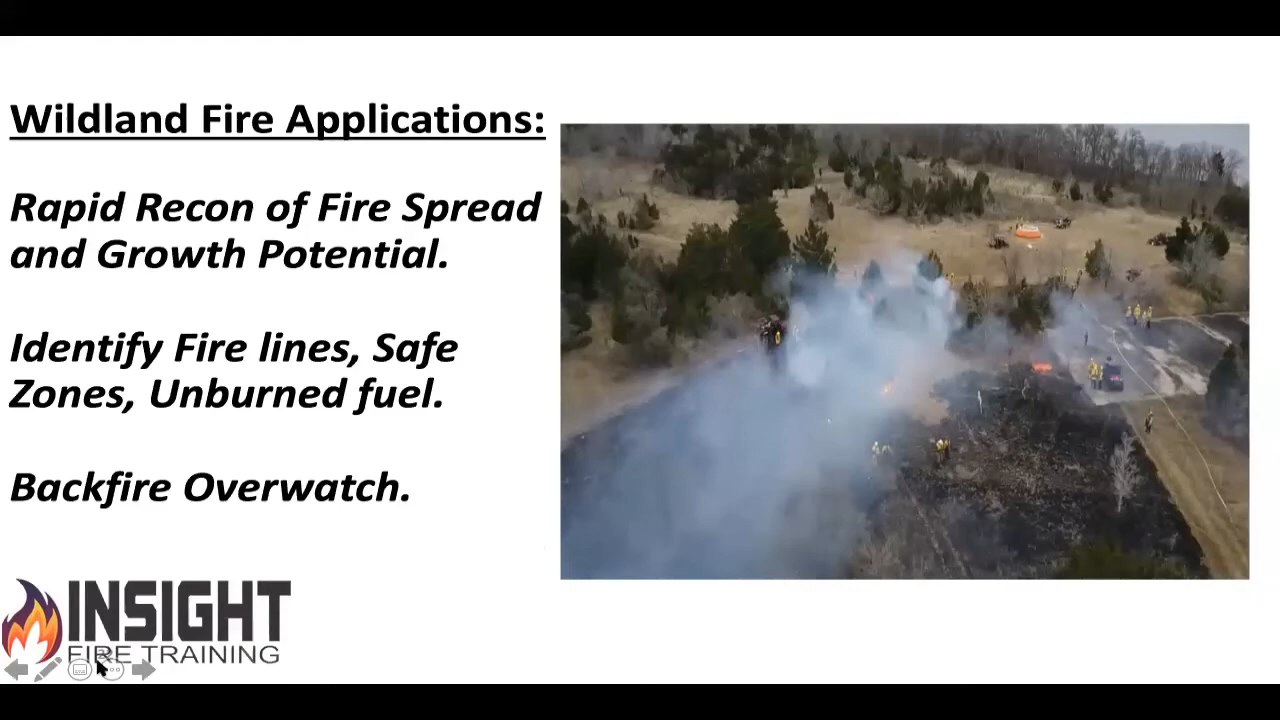 Wildland Fire Applications:
Rapid Recon of Fire Spread
and Growth Potential.
Identify Fire lines, Safe
Zones, Unburned fuel.
Backfire Overwatch.
INSIGHT
FIRE TRAINING